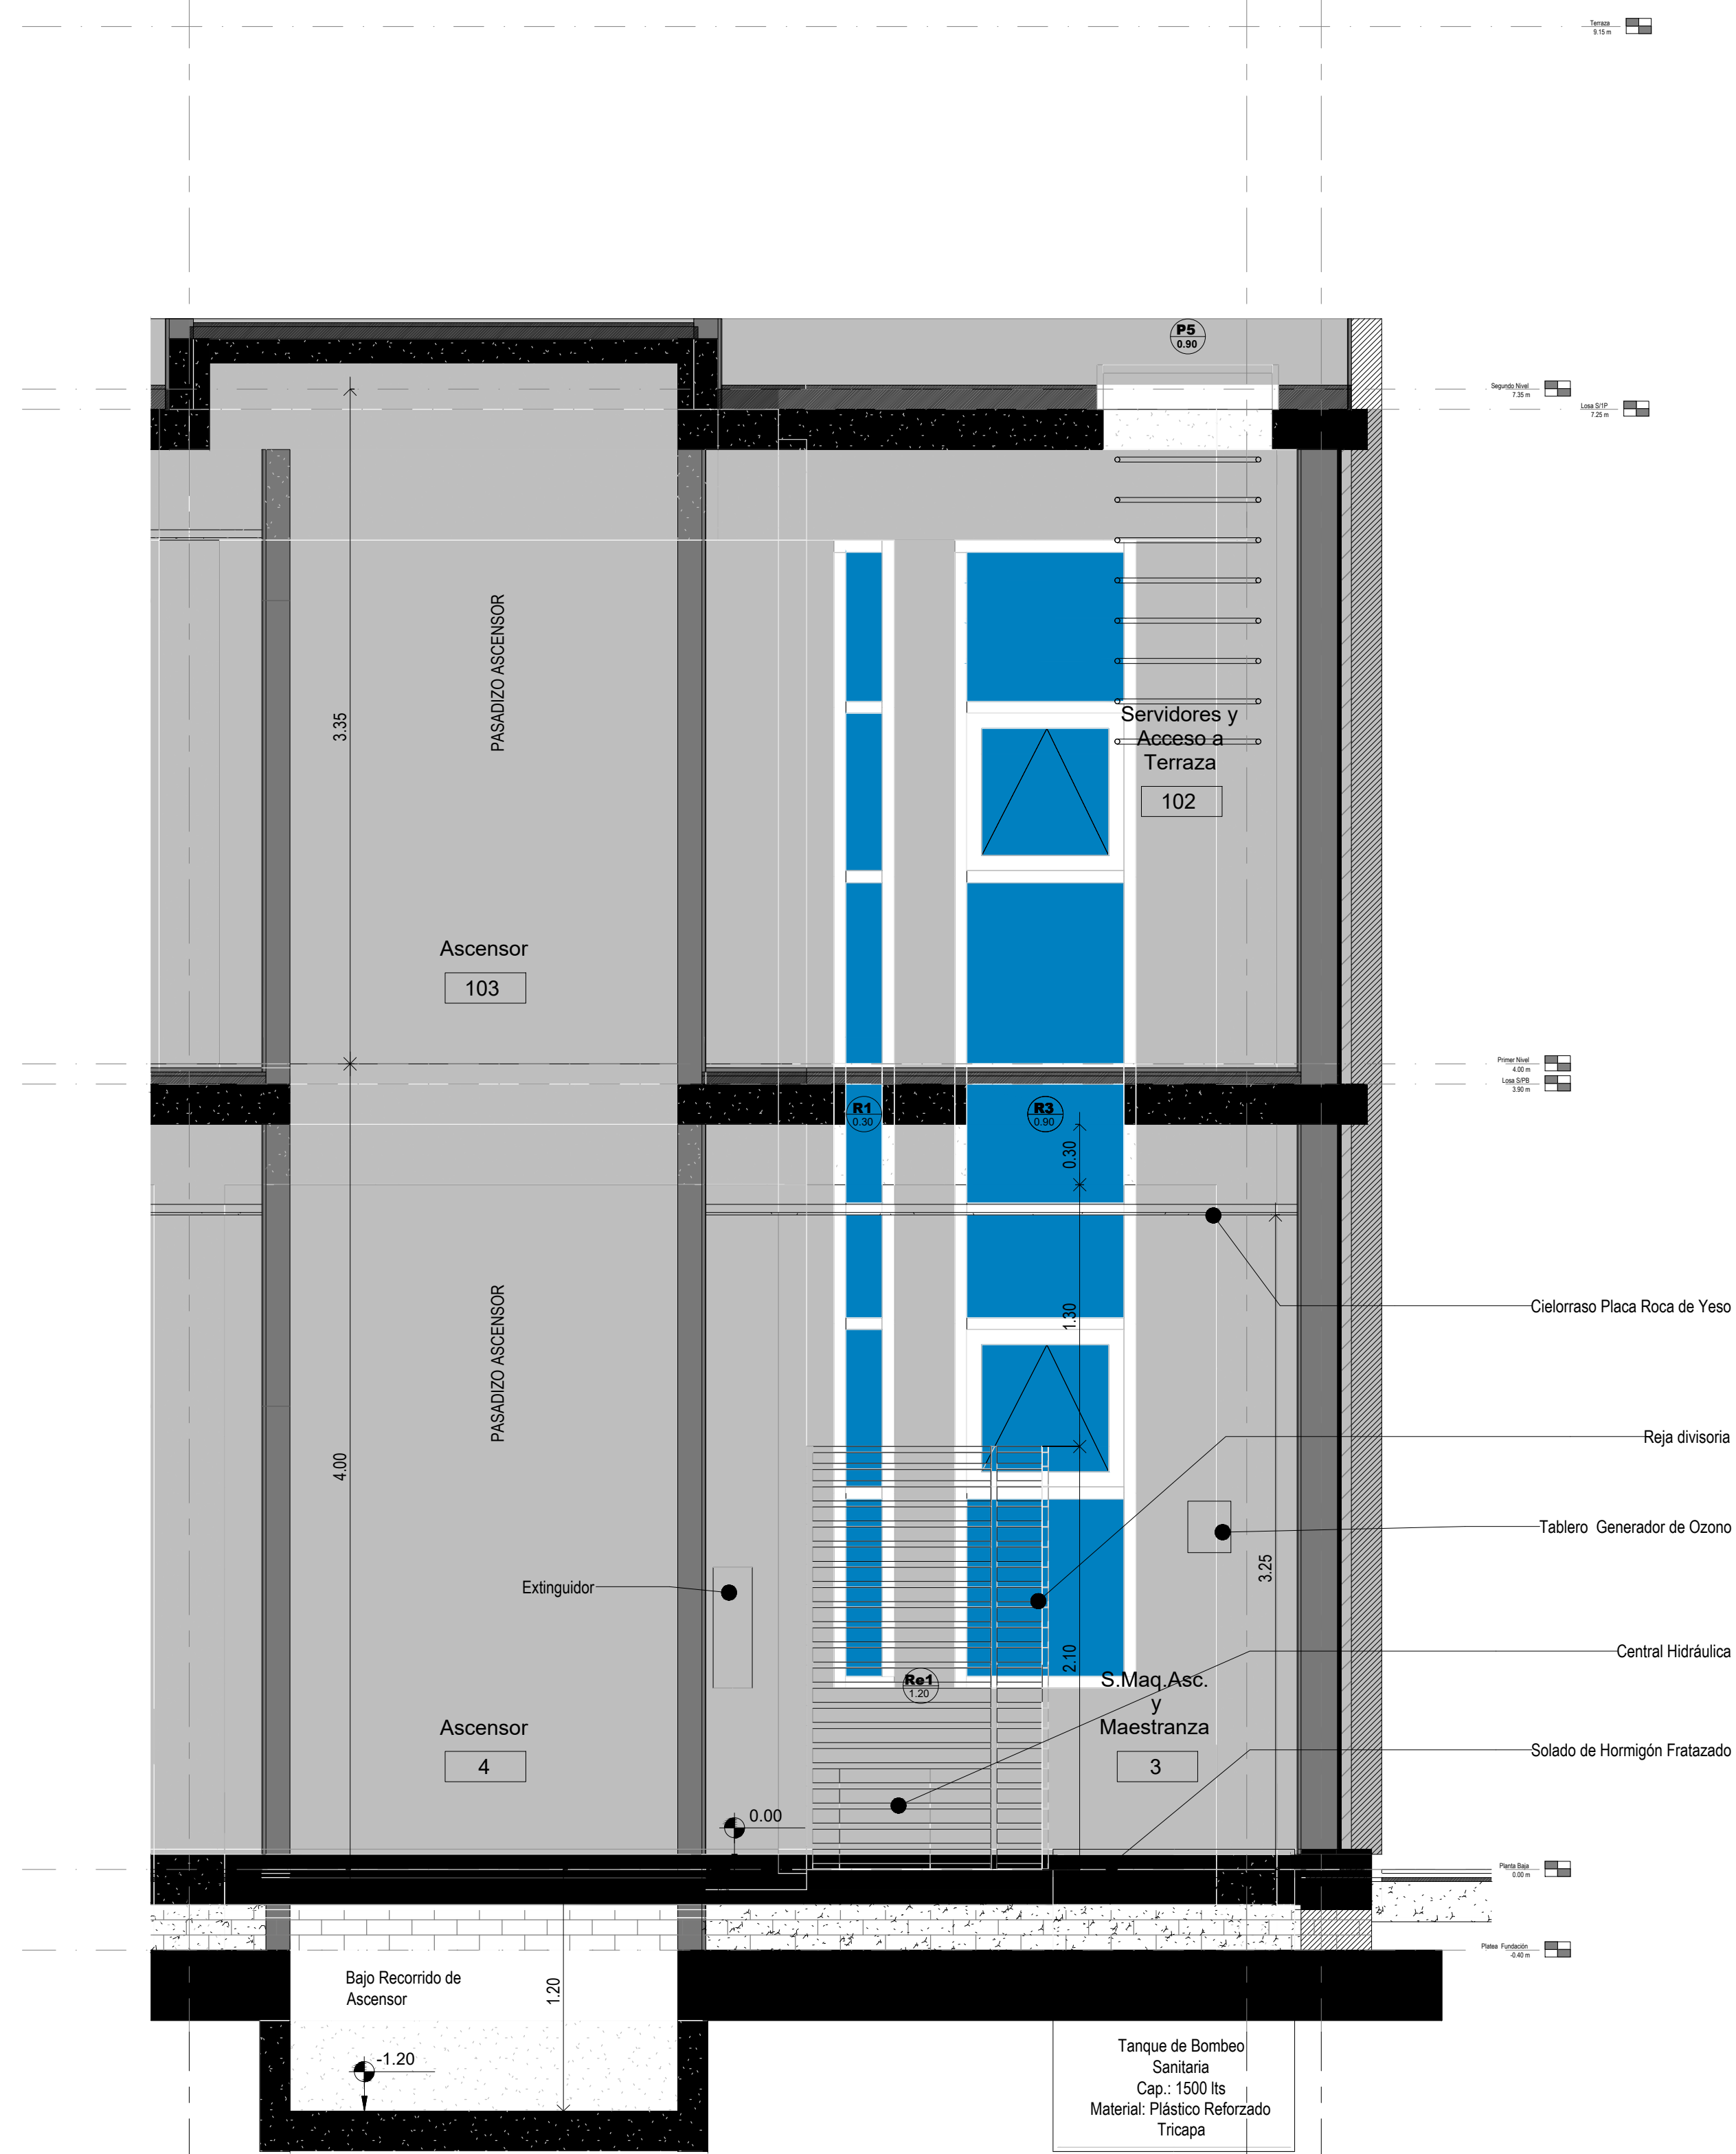 Terraza
9.15 m
P5
0.90
Segundo Nivel
7.35 m
Losa S/1P
7.25 m
3.35
PASADIZO ASCENSOR
Servidores y
Acceso a
Terraza
102
Ascensor
103
Primer Nivel
4.00 m
Losa S/PB
3.90 m
R1
0.30
R3
0.90
0.30
Cielorraso Placa Roca de Yeso
1.30
PASADIZO ASCENSOR
4.00
Reja divisoria
Tablero Generador de Ozono
3.25
Extinguidor
Central Hidráulica
2.10
Re1
1.20
S.Maq.Asc.
y
Maestranza
3
Ascensor
4
Solado de Hormigón Fratazado
0.00
Planta Baja
0.00 m
Platea Fundación
-0.40 m
Bajo Recorrido de
Ascensor
1.20
-1.20
Tanque de Bombeo
Sanitaria
Cap.: 1500 lts
Material: Plástico Reforzado
Tricapa